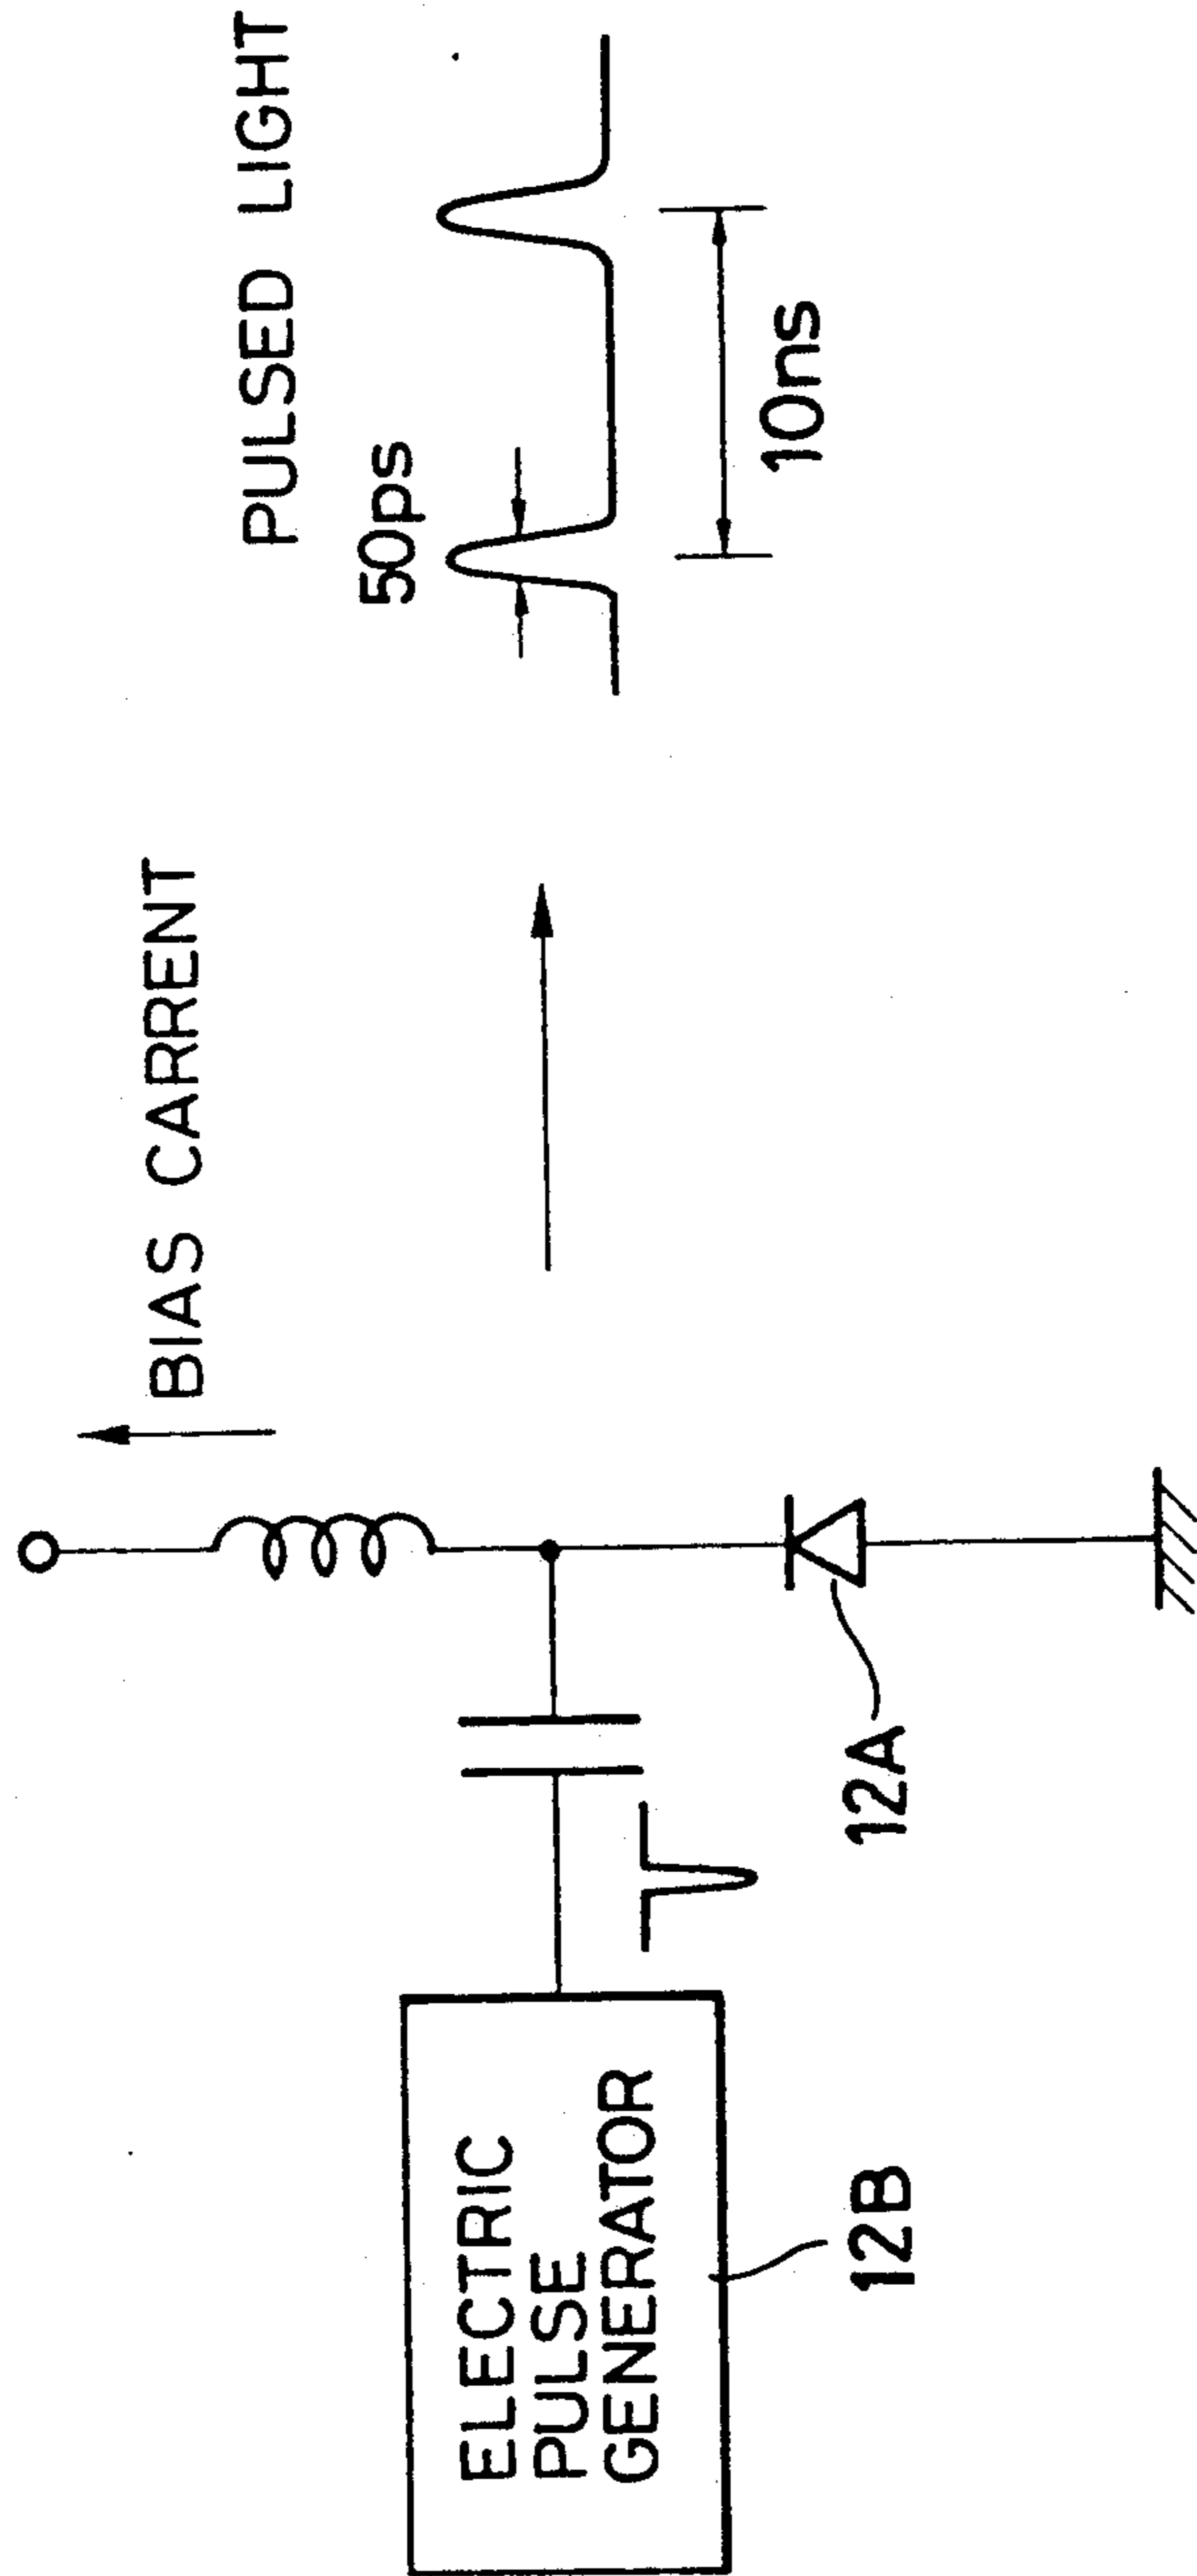 PULSED LIGHT
50ps
10ns
BIAS CARRENT
12A
ELECTRIC
PULSE
GENERATOR
12B